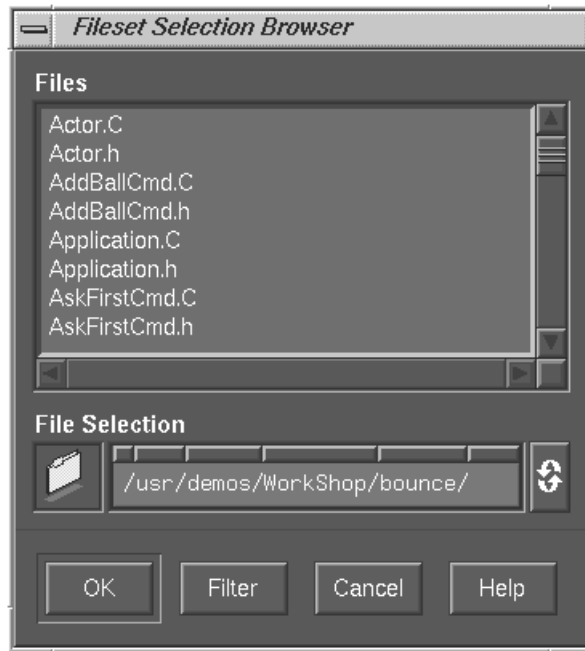 Fileset Selection Browser
Files
Actor.C
Actor.h
AddBallCmd.C
AddBallCmd.h
Application.C
Application.h
AskFirstCmd.C
AskFirstCmd.h
File Selection
/usr/demos/WorkShop/bounce/
OK Filter Cancel Help